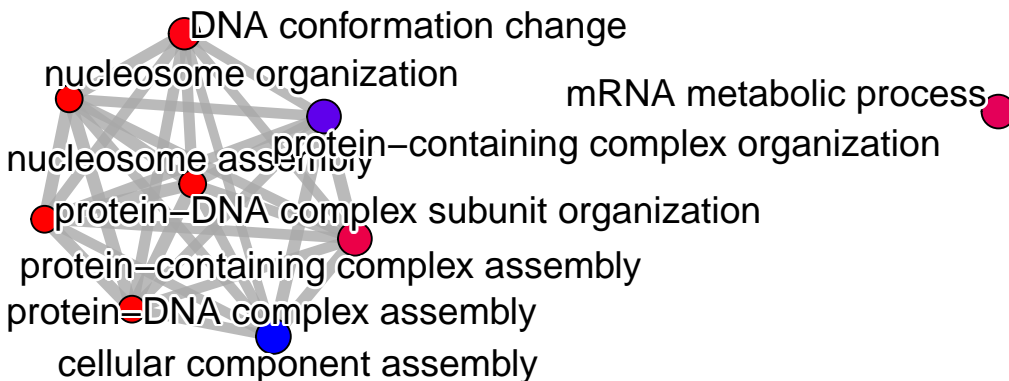 DNA conformation change
nucleosome organization
mRNA metabolic process
protein−containing complex organization
nucleosome assembly
protein−DNA complex subunit organization
protein−containing complex assembly
protein−DNA complex assembly
cellular component assembly